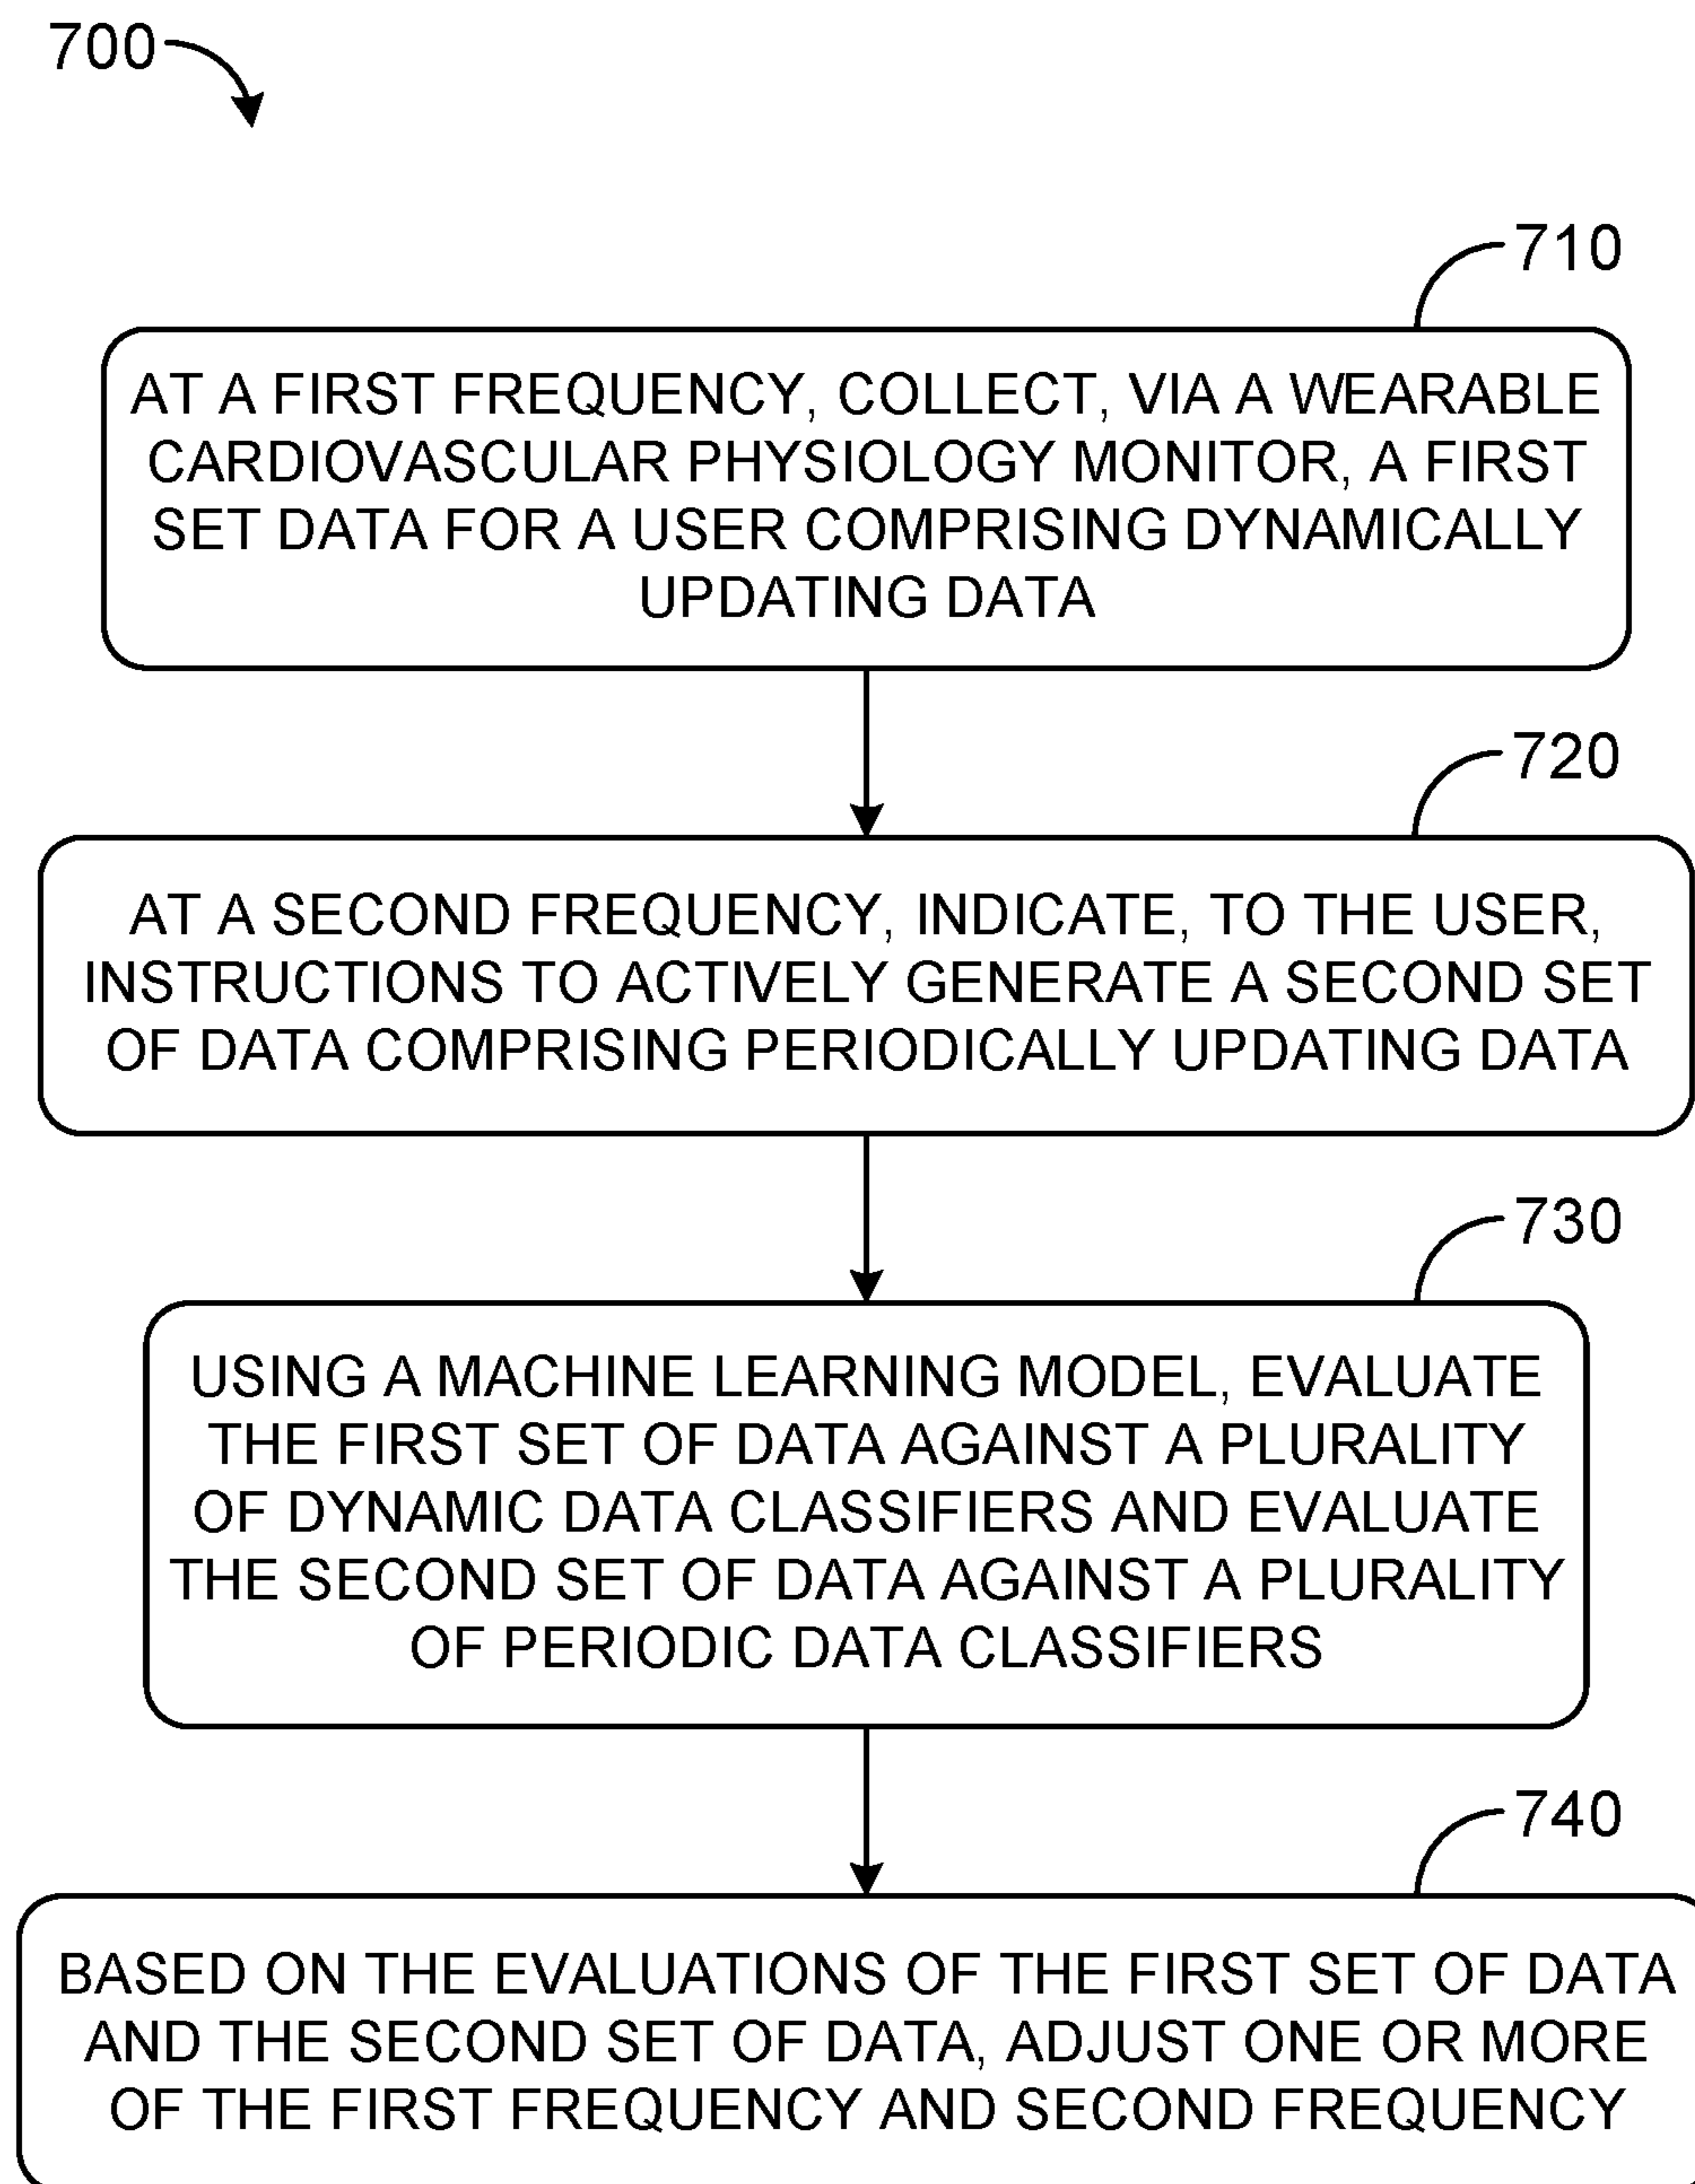 700
710
AT A FIRST FREQUENCY, COLLECT, VIA A WEARABLE
CARDIOVASCULAR PHYSIOLOGY MONITOR, A FIRST
SET DATA FOR A USER COMPRISING DYNAMICALLY
UPDATING DATA
720
AT A SECOND FREQUENCY, INDICATE, TO THE USER,
INSTRUCTIONS TO ACTIVELY GENERATE A SECOND SET
OF DATA COMPRISING PERIODICALLY UPDATING DATA
730
USING A MACHINE LEARNING MODEL, EVALUATE
THE FIRST SET OF DATA AGAINST A PLURALITY
OF DYNAMIC DATA CLASSIFIERS AND EVALUATE
THE SECOND SET OF DATA AGAINST A PLURALITY
OF PERIODIC DATA CLASSIFIERS
740
BASED ON THE EVALUATIONS OF THE FIRST SET OF DATA
AND THE SECOND SET OF DATA, ADJUST ONE OR MORE
OF THE FIRST FREQUENCY AND SECOND FREQUENCY